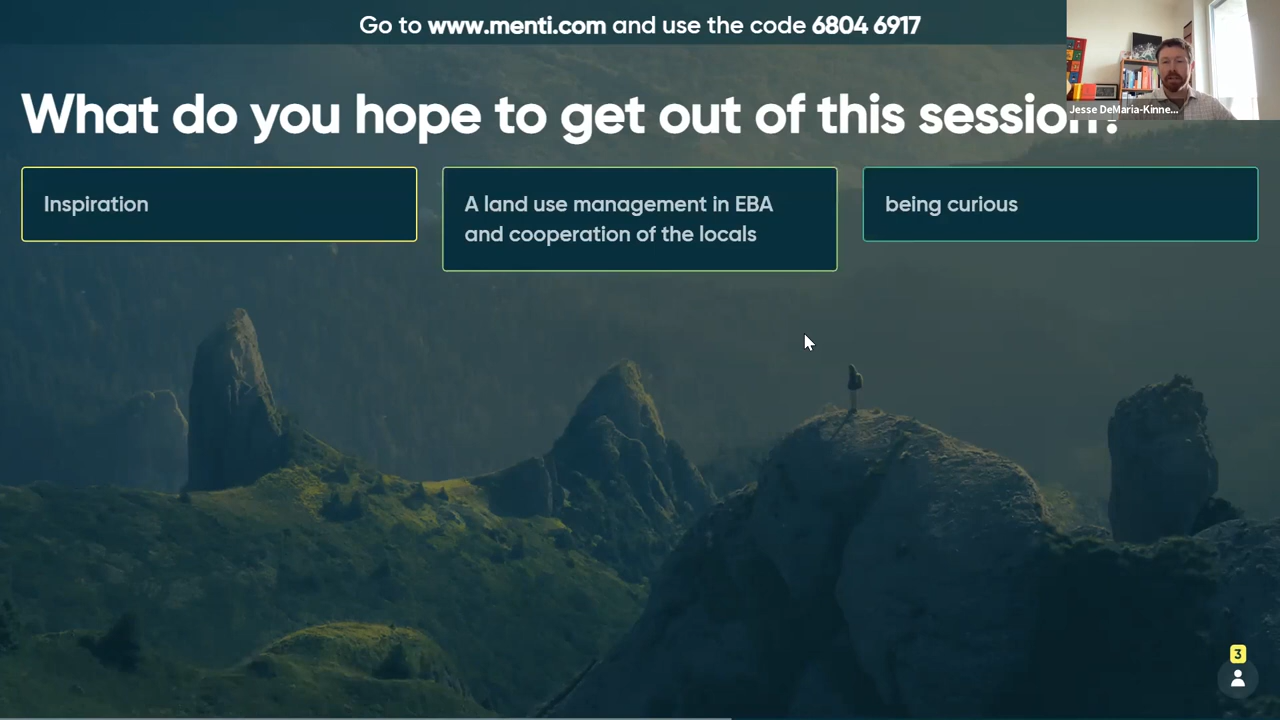 Go to www.menti.com and use the code 6804 6917
What do you hope to get out of this session?
Jesse DeMaria-Kinne...
Inspiration
A land use management in EBA
and cooperation of the locals
being curious
3